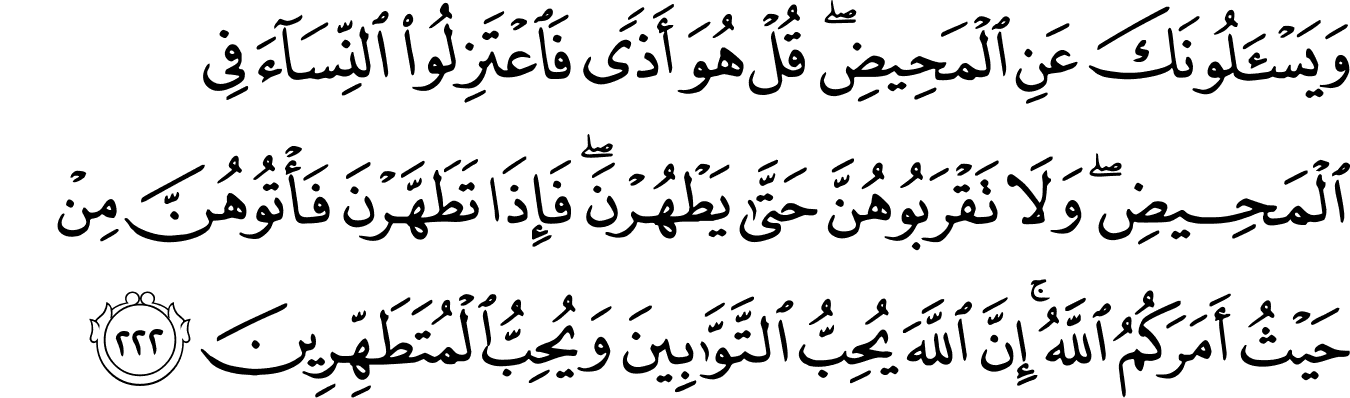 وَيَسْـَٔلُونَكَ عَنِ ٱلْمَحِيضِ ۖ قُلْ هُوَ أَذًى فَٱعْتَزِلُوا۟ ٱلنِّسَآءَ فِى
ٱلْمَحِيضِ ۖ وَلَا تَقْرَبُوهُنَّ حَتَّىٰ يَطْهُرْنَ ۖ فَإِذَا تَطَهَّرْنَ فَأْتُوهُنَّ مِنْ
حَيْثُ أَمَرَكُمُ ٱللَّهُ ۚ إِنَّ ٱللَّهَ يُحِبُّ ٱلتَّوَّٰبِينَ وَيُحِبُّ ٱلْمُتَطَهِّرِينَ ٢٢٢